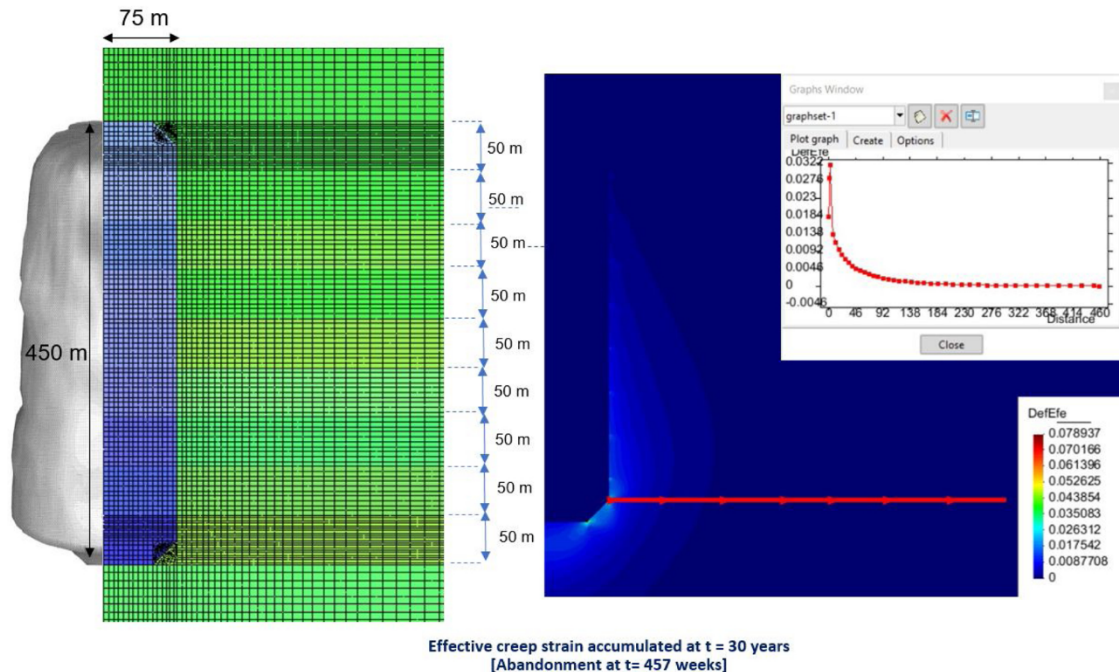 75 m
450 m
50 m
50 m
50 m
50 m
50 m
50 m
50 m
50 m
50 m
Graphs Window
graphset-1
Plot graph Create Options
DefEfe
0.0322
0.0276
0.023
0.0184
0.0138
0.0092
0.0046
0
-0.0046
0 46 92 138 184 230 276 322 368 414 460
Distance
Close
DefEfe
0.078937
0.070166
0.061396
0.052625
0.043854
0.035083
0.026312
0.017542
0.0087708
0
Effective creep strain accumulated at t = 30 years
[Abandonment at t= 457 weeks]